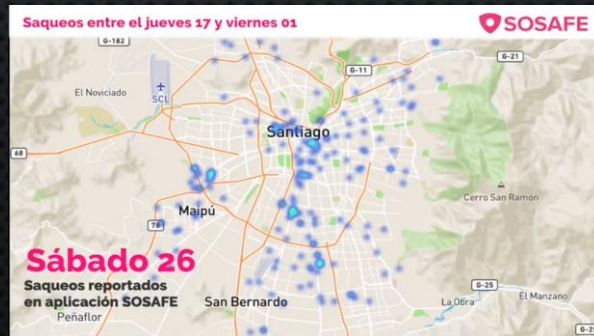 Saqueos entre el jueves 17 y viernes 01
SOSAFE
G-182
G-21
G-11
El Noviciado
SCL
Santiago
68
Cerro San Ramon
Maipú
78
Sábado 26
Saqueos reportados
en aplicación SOSAFE
G-25
Peñaflor
San Bernardo
La Obra
El Manzano
G-25